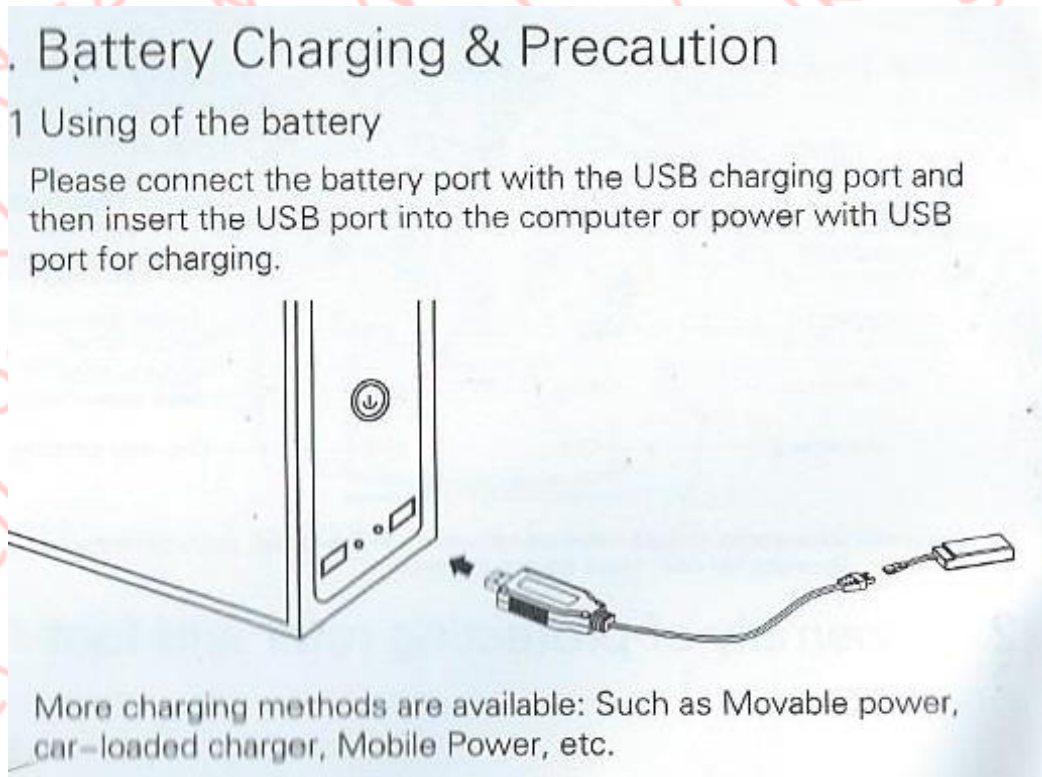 . Battery Charging & Precaution
1 Using of the battery
Please connect the battery port with the USB charging port and
then insert the USB port into the computer or power with USB
port for charging.
More charging methods are available: Such as Movable power,
car-loaded charger, Mobile Power, etc.